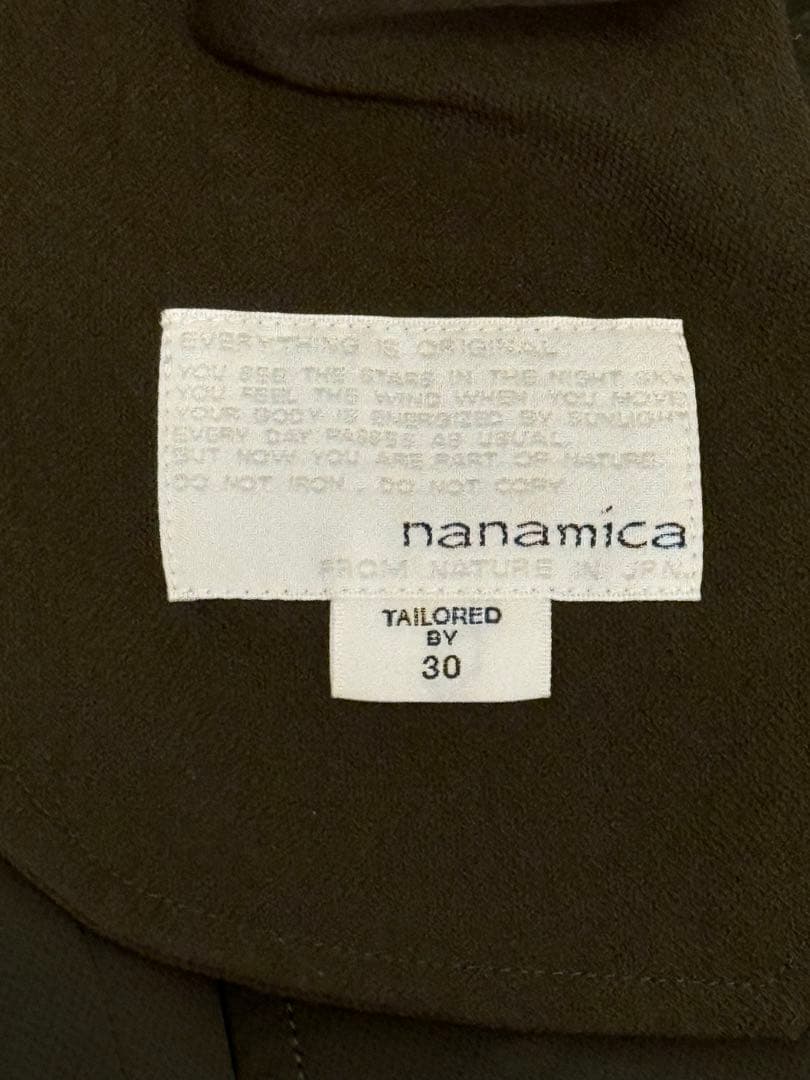 EVERYTHING IS ORIGINAL
YOU SEE THE STARS IN THE NIGHT SKY
YOU FEEL THE WIND WHEN YOU MOVE
YOUR BODY IS ENERGIZED BY SUNLIGHT
EVERY DAY PASSES AS USUAL.
BUT NOW YOU ARE PART OF NATURE.
DO NOT IRON . DO NOT COPY
nanamica
FROM NATURE IN JPN.
TAILORED
BY
30